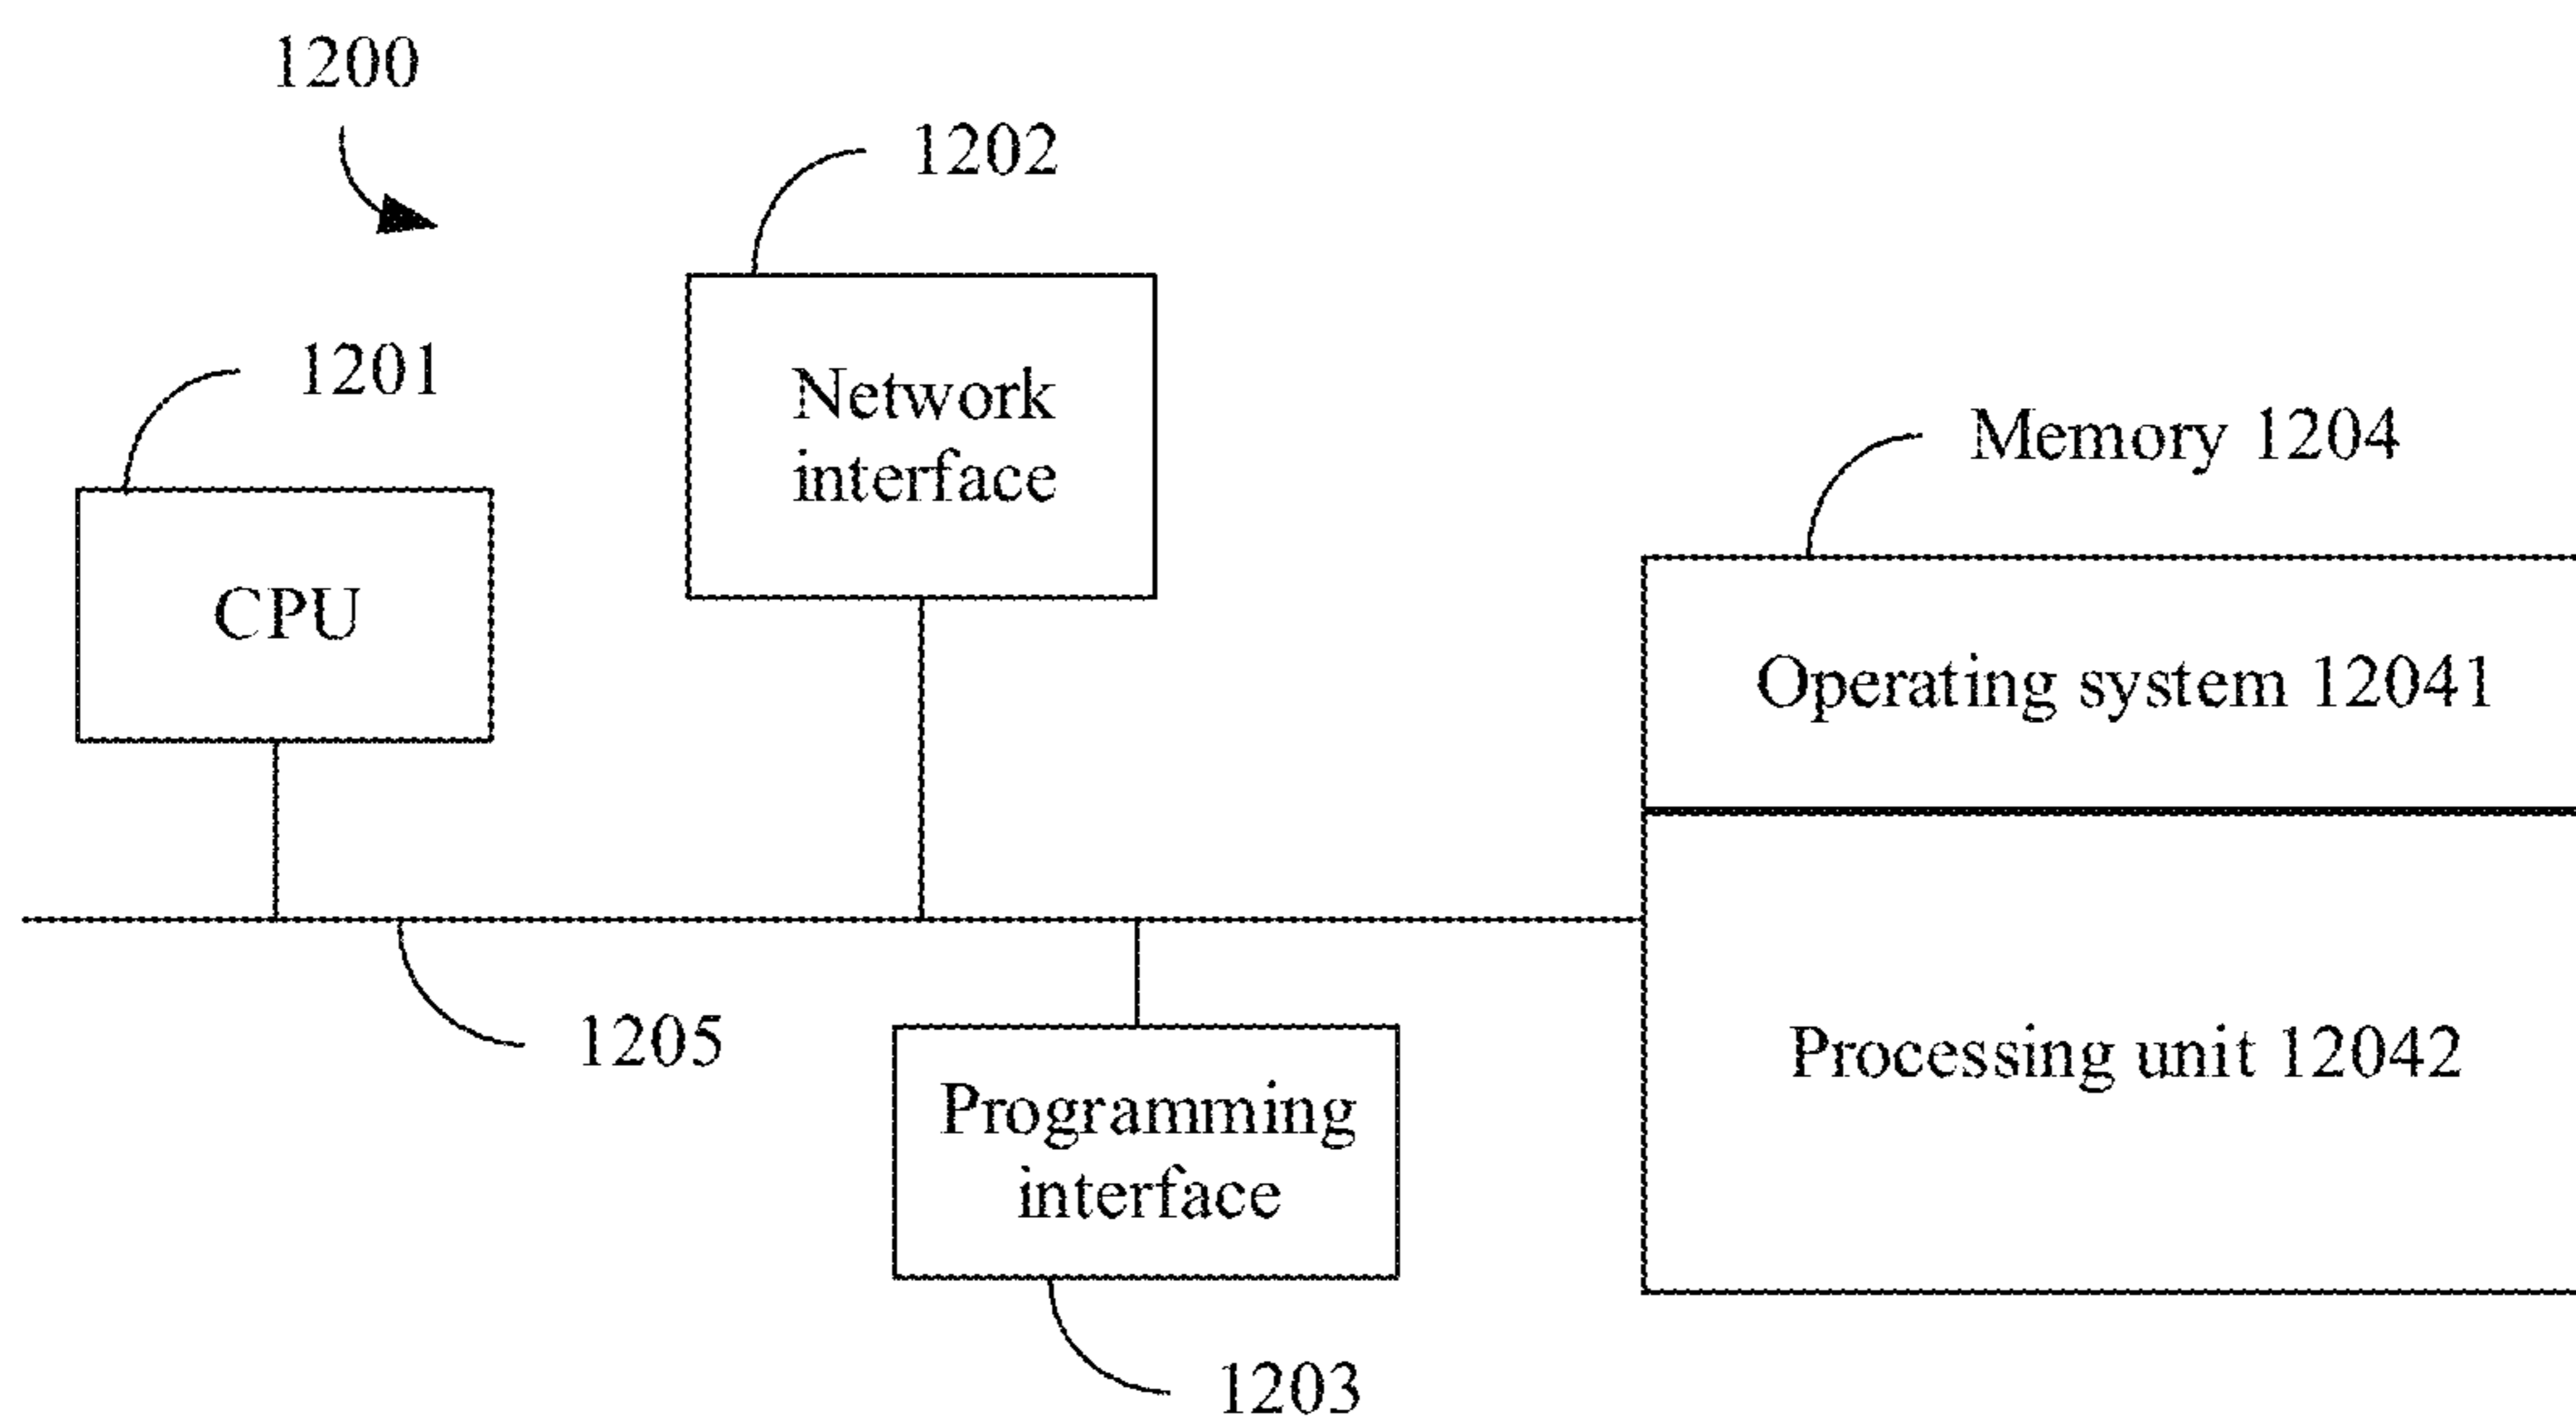 1200
1202
1201
Network
interface
Memory 1204
CPU
Operating system 12041
1205
Processing unit 12042
Programming
interface
1203